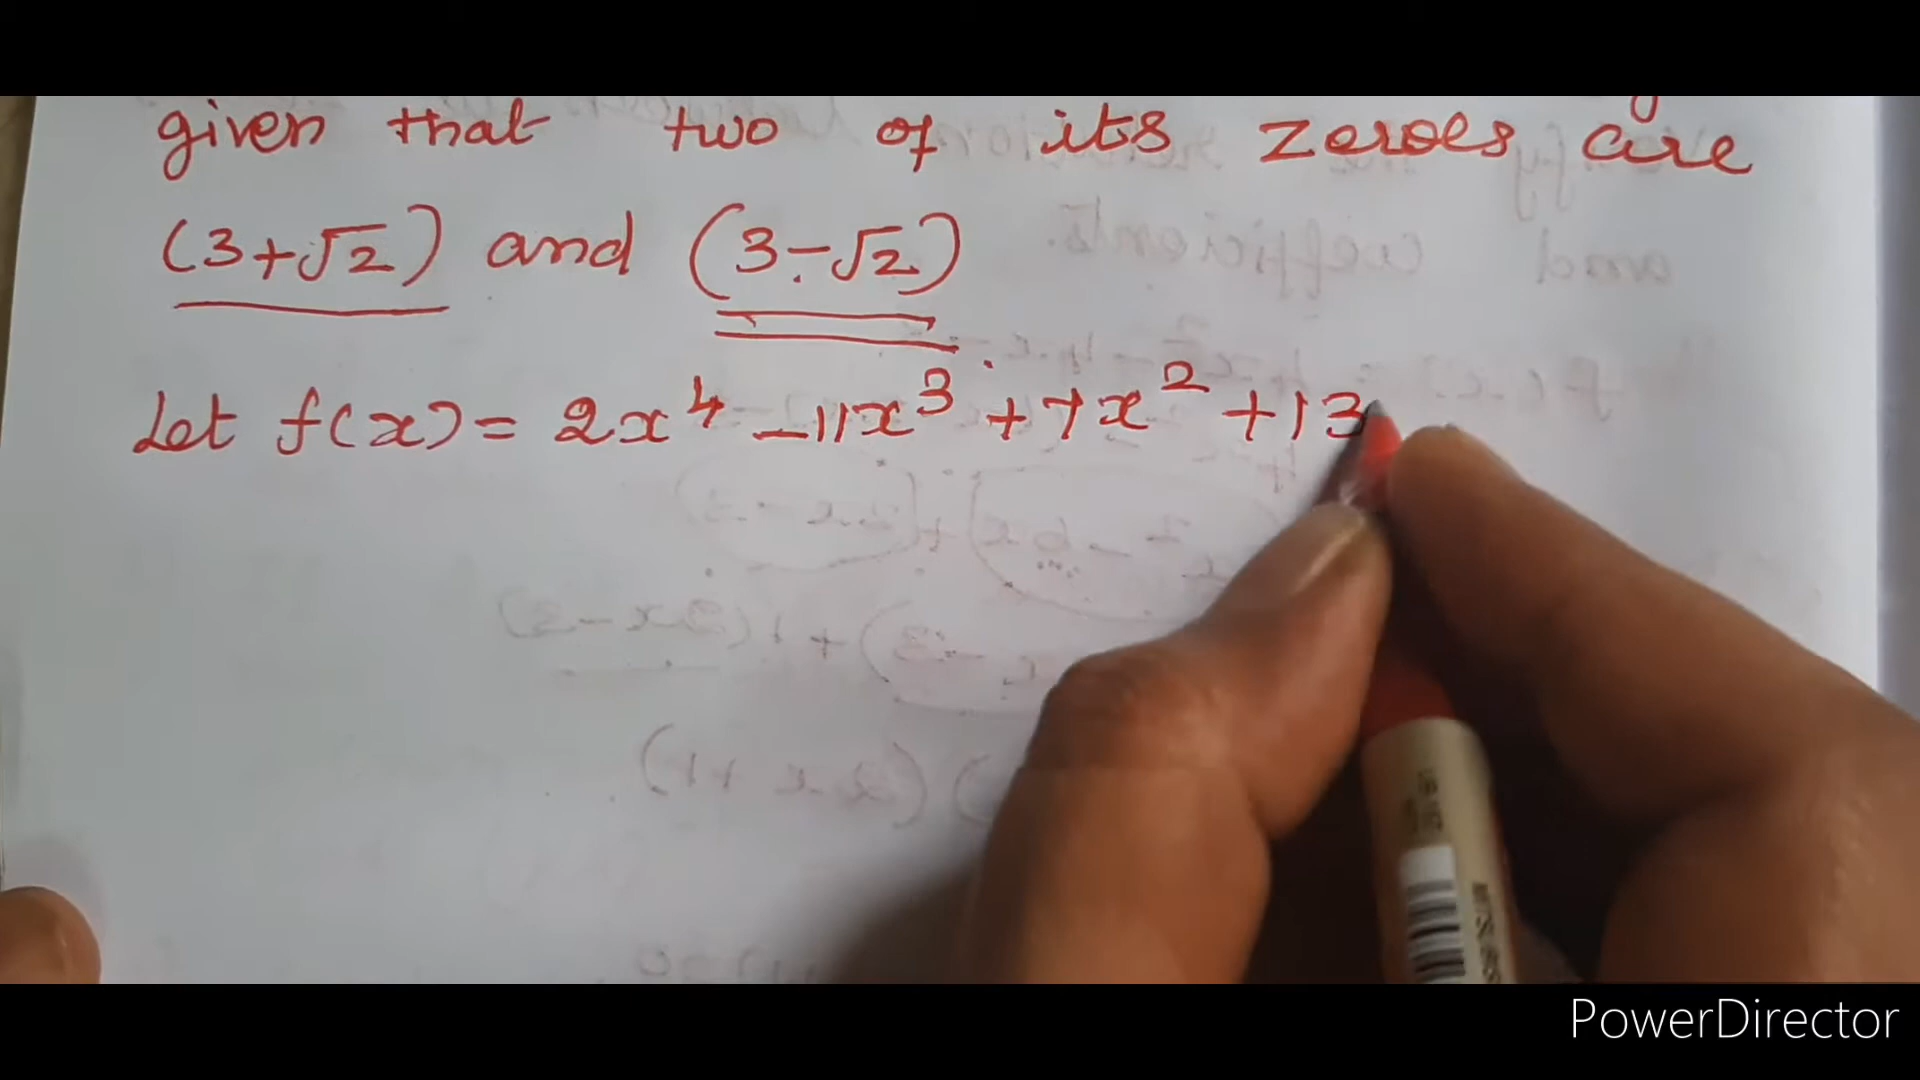 given that two of its zeroes are
(3+√2) and (3-√2)
Let f(x) = 2x⁴ -11x³ +7x² +13
PowerDirector